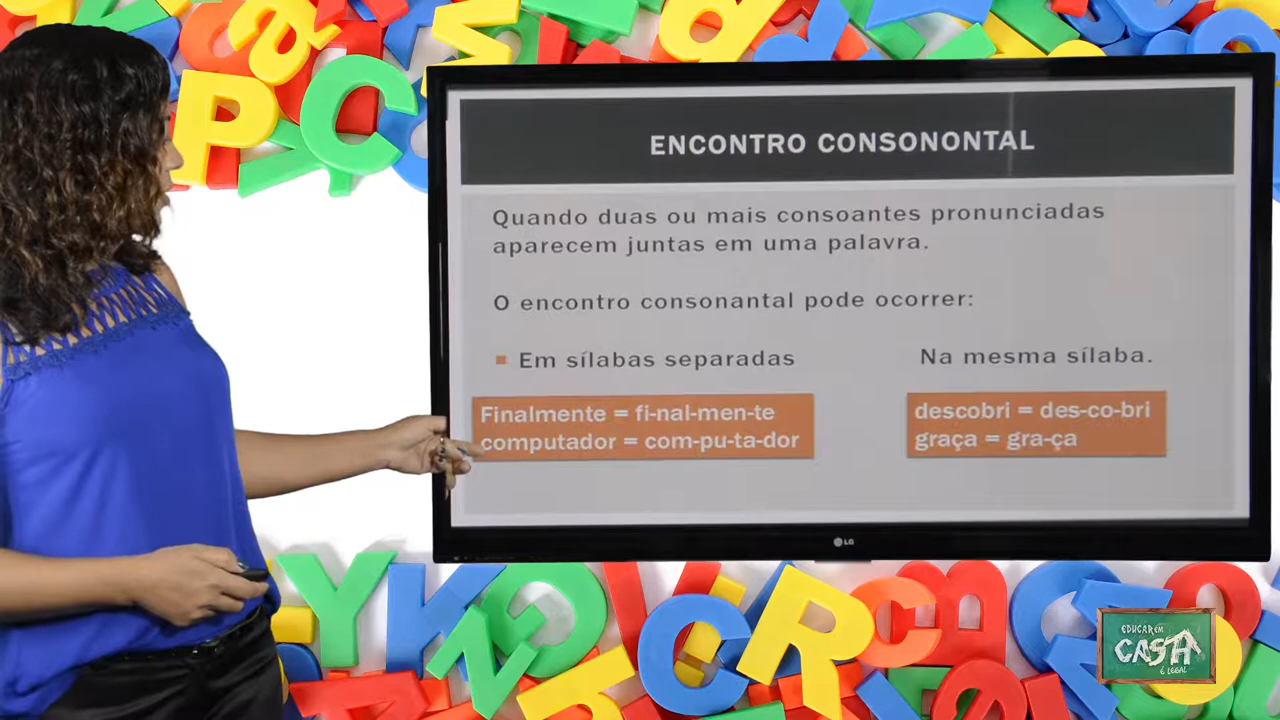 ENCONTRO CONSONONTAL
Quando duas ou mais consoantes pronunciadas
aparecem juntas em uma palavra.
O encontro consonantal pode ocorrer:
Em sílabas separadas
Na mesma sílaba.
Finalmente = fi-nal-men-te
computador = com-pu-ta-dor
descobri = des-co-bri
graça = gra-ça
LG
EDUCAR EM
CASA
É LEGAL